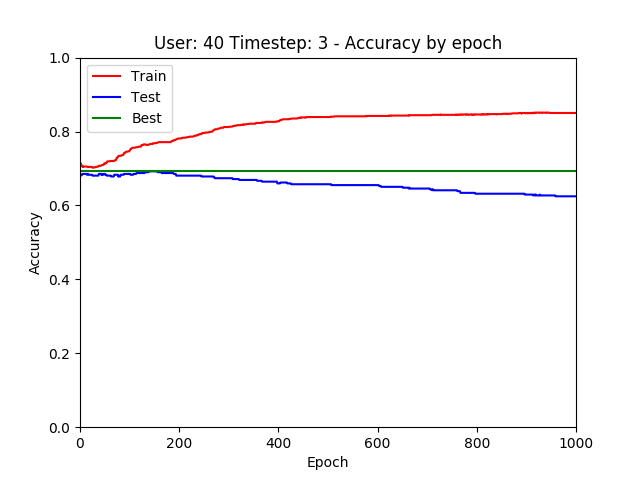 User: 40 Timestep: 3 - Accuracy by epoch
1.0
0.8
0.6
0.4
0.2
0.0
Accuracy
Train
Test
Best
0 200 400 600 800 1000
Epoch